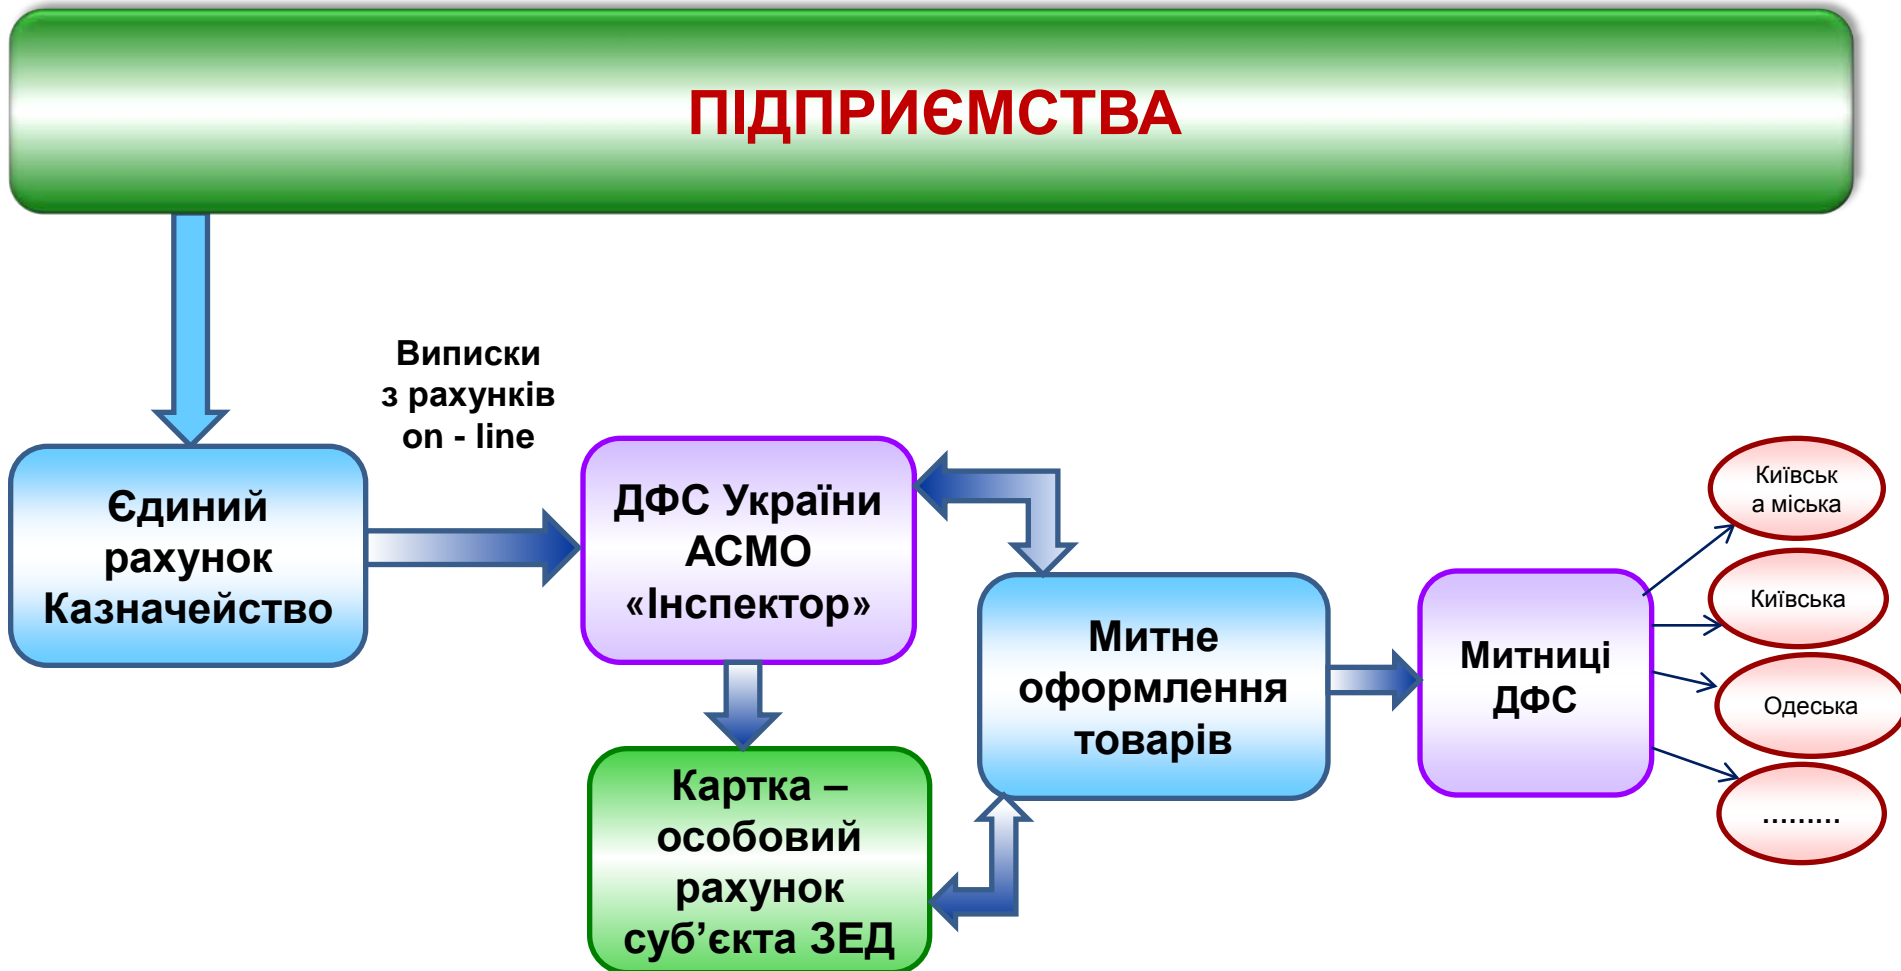 ПІДПРИЄМСТВА
Виписки
з рахунків
on - line
Єдиний
рахунок
Казначейство
ДФС України
АСМО
«Інспектор»
Картка –
особовий
рахунок
суб’єкта ЗЕД
Митне
оформлення
товарів
Митниці
ДФС
Київськ
а міська
Київська
Одеська
.........